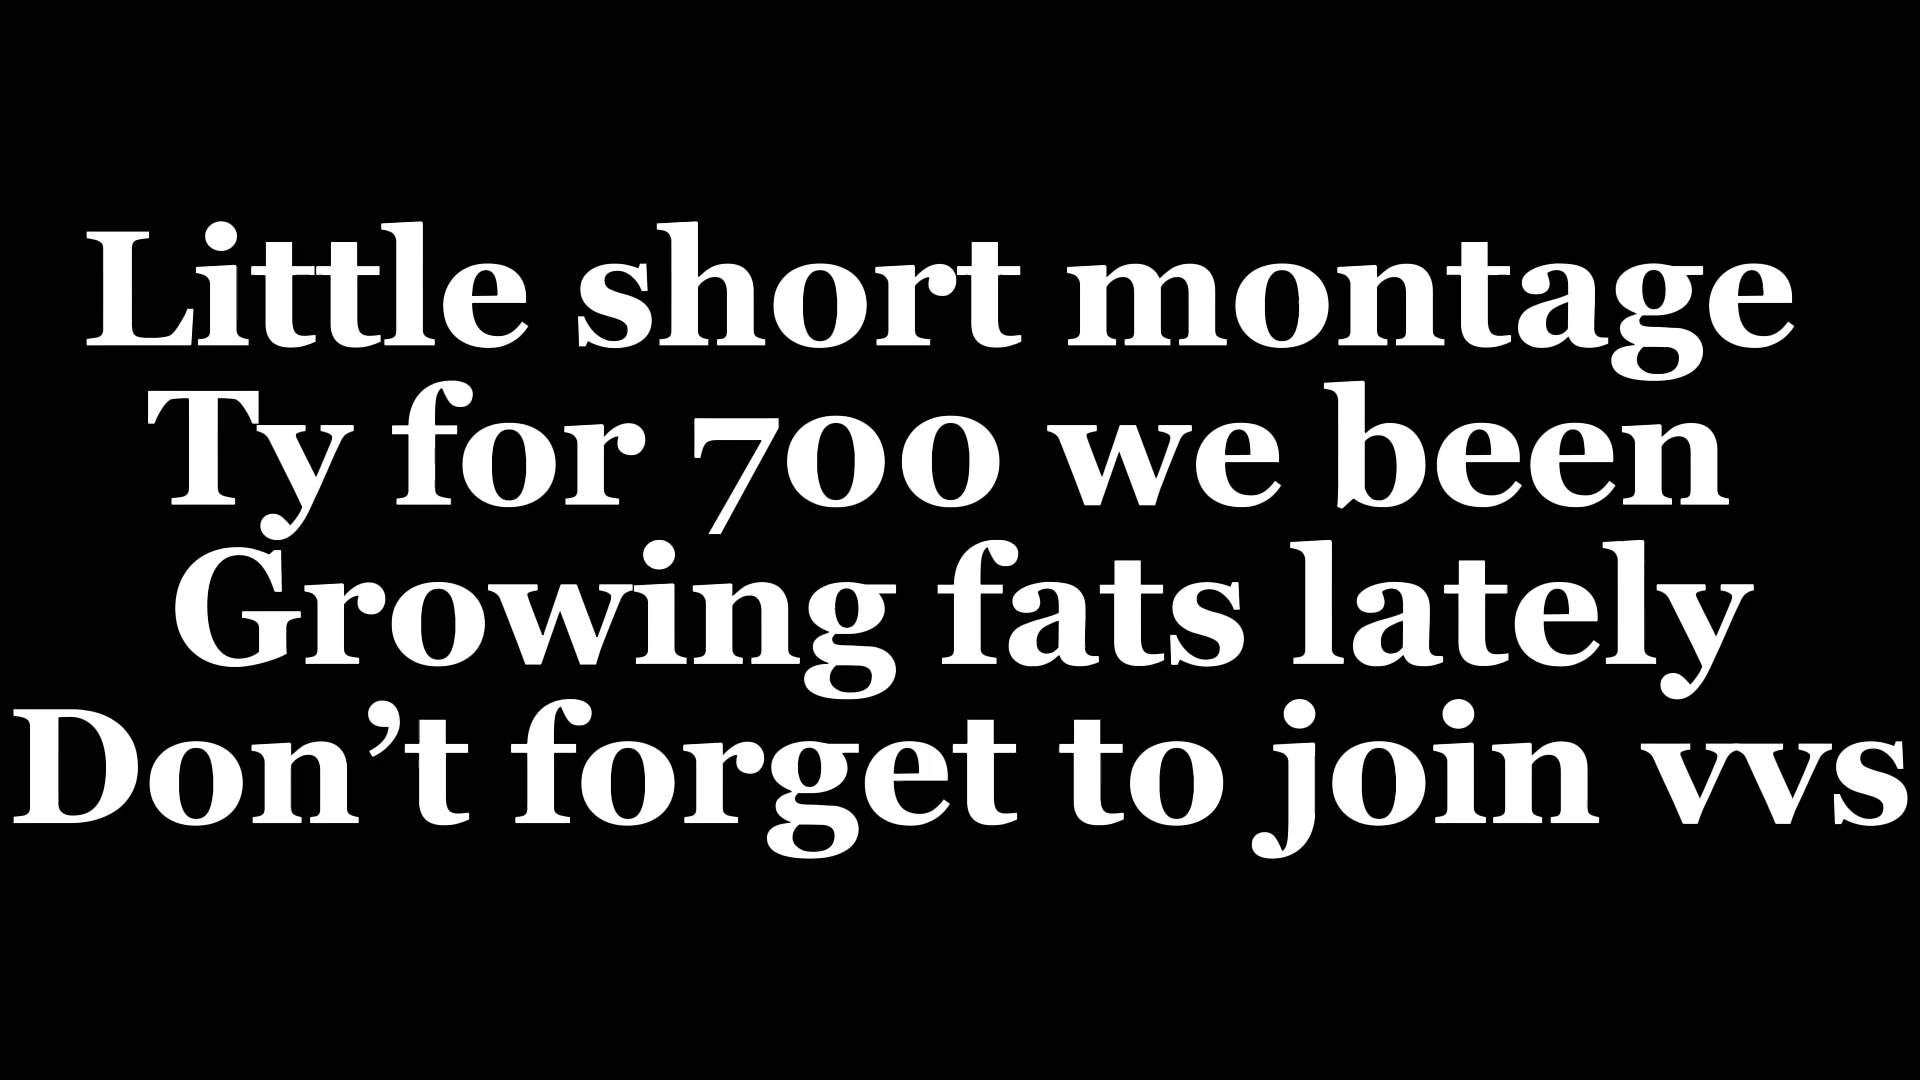 Little short montage
Ty for 700 we been
Growing fats lately
Don’t forget to join vvs